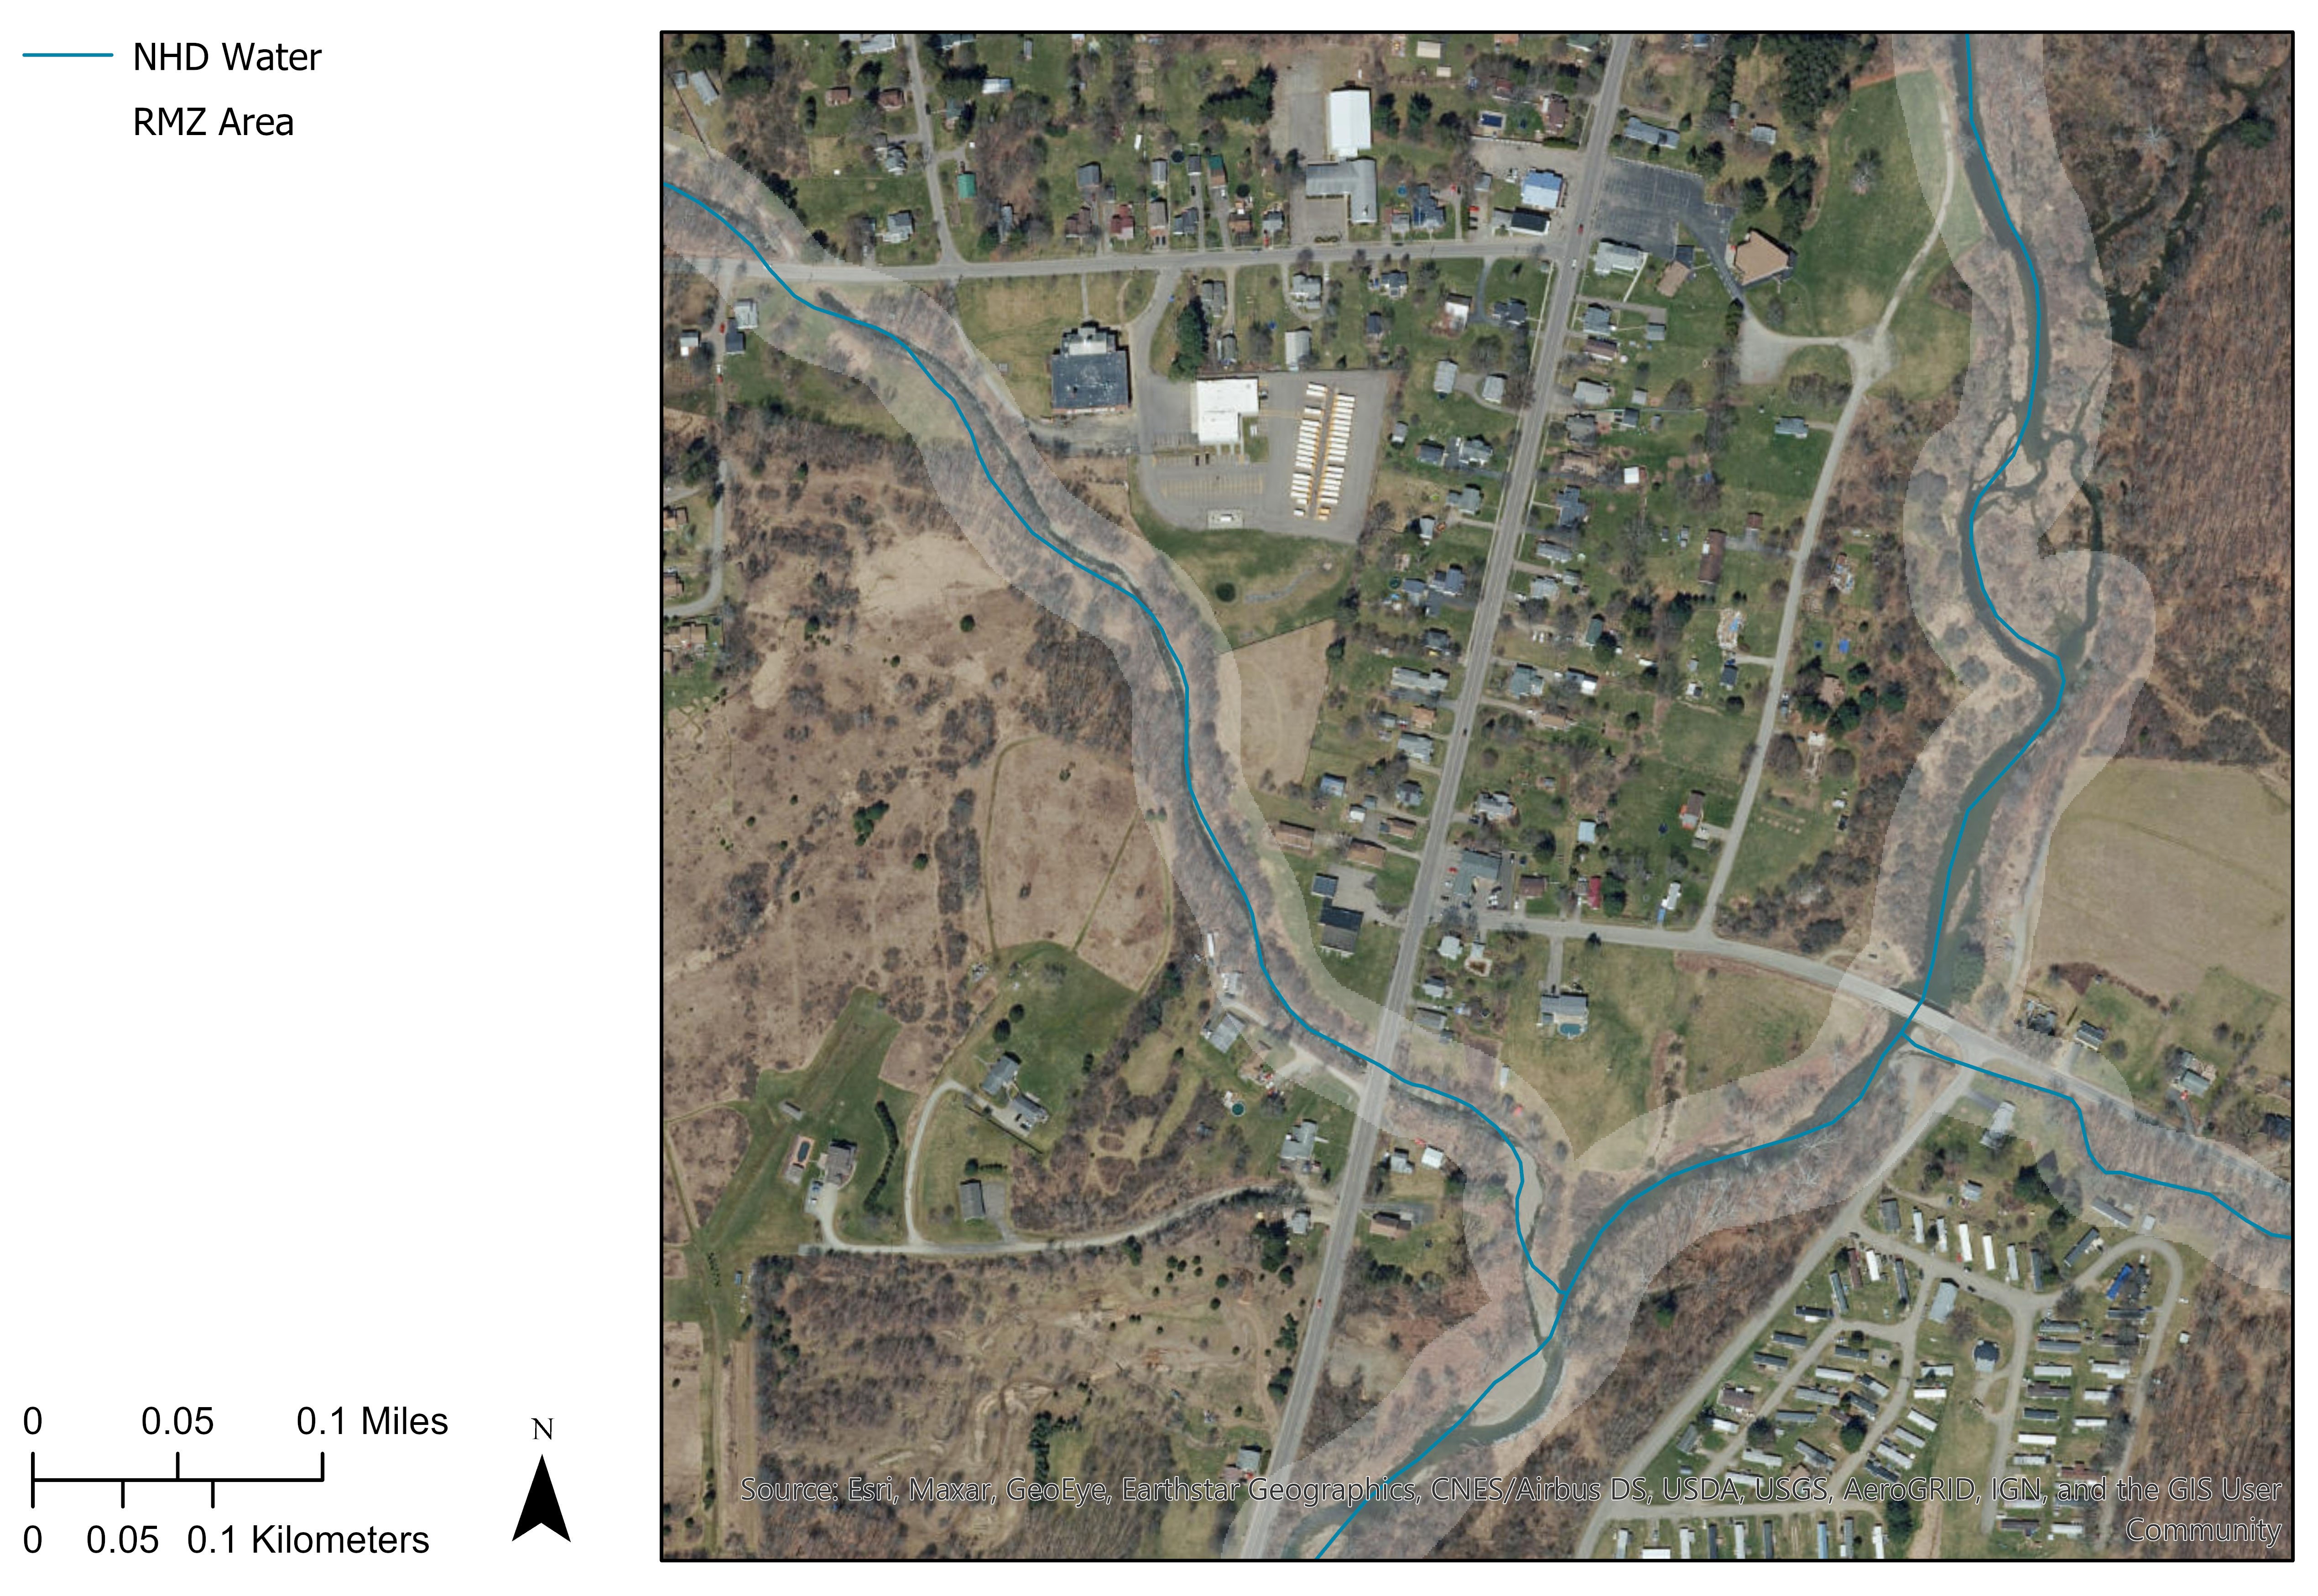 NHD Water
RMZ Area
0 0.05 0.1 Miles
0 0.05 0.1 Kilometers
N
Source: Esri, Maxar, GeoEye, Earthstar Geographics, CNES/Airbus DS, USDA, USGS, AeroGRID, IGN, and the GIS User
Community